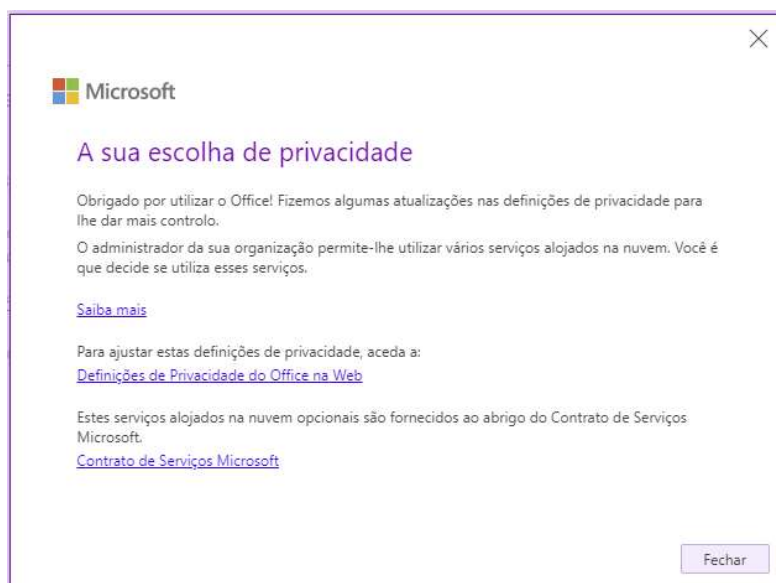 Microsoft
A sua escolha de privacidade
Obrigado por utilizar o Office! Fizemos algumas atualizações nas definições de privacidade para
lhe dar mais controlo.
O administrador da sua organização permite-lhe utilizar vários serviços alojados na nuvem. Você é
que decide se utiliza esses serviços.
Saiba mais
Para ajustar estas definições de privacidade, aceda a:
Definições de Privacidade do Office na Web
Estes serviços alojados na nuvem opcionais são fornecidos ao abrigo do Contrato de Serviços
Microsoft.
Contrato de Serviços Microsoft
Fechar